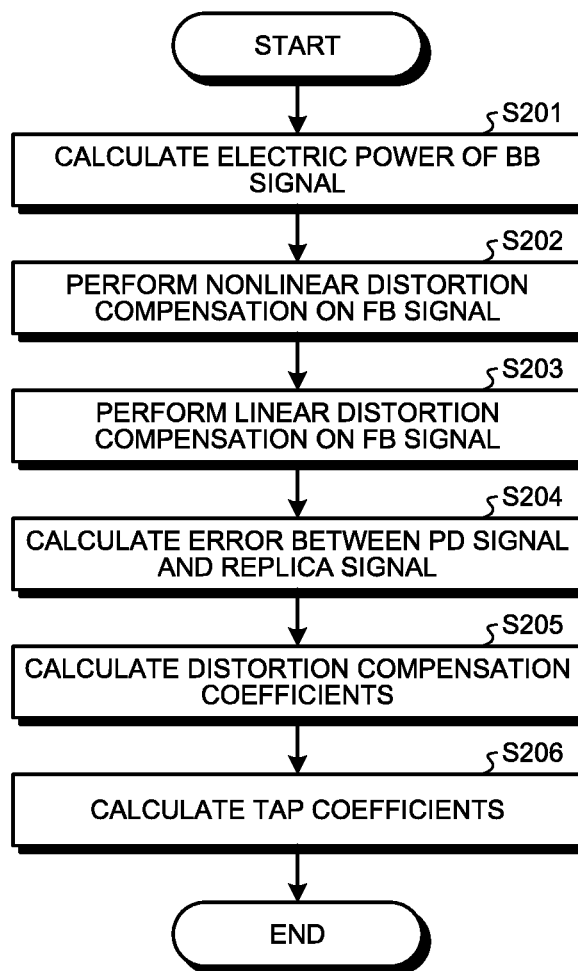 START
S201
CALCULATE ELECTRIC POWER OF BB
SIGNAL
S202
PERFORM NONLINEAR DISTORTION
COMPENSATION ON FB SIGNAL
S203
PERFORM LINEAR DISTORTION
COMPENSATION ON FB SIGNAL
S204
CALCULATE ERROR BETWEEN PD SIGNAL
AND REPLICA SIGNAL
S205
CALCULATE DISTORTION COMPENSATION
COEFFICIENTS
S206
CALCULATE TAP COEFFICIENTS
END